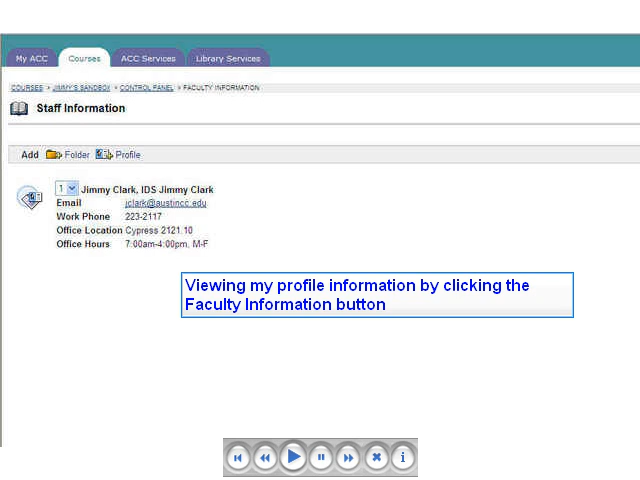 My ACC Courses ACC Services Library Services
COURSES > JIMMY'S SANDBOX > CONTROL PANEL > FACULTY INFORMATION
Staff Information
Add Folder Profile
1 Jimmy Clark, IDS Jimmy Clark
Email jclark@austincc.edu
Work Phone 223-2117
Office Location Cypress 2121.10
Office Hours 7:00am-4:00pm, M-F
Viewing my profile information by clicking the
Faculty Information button